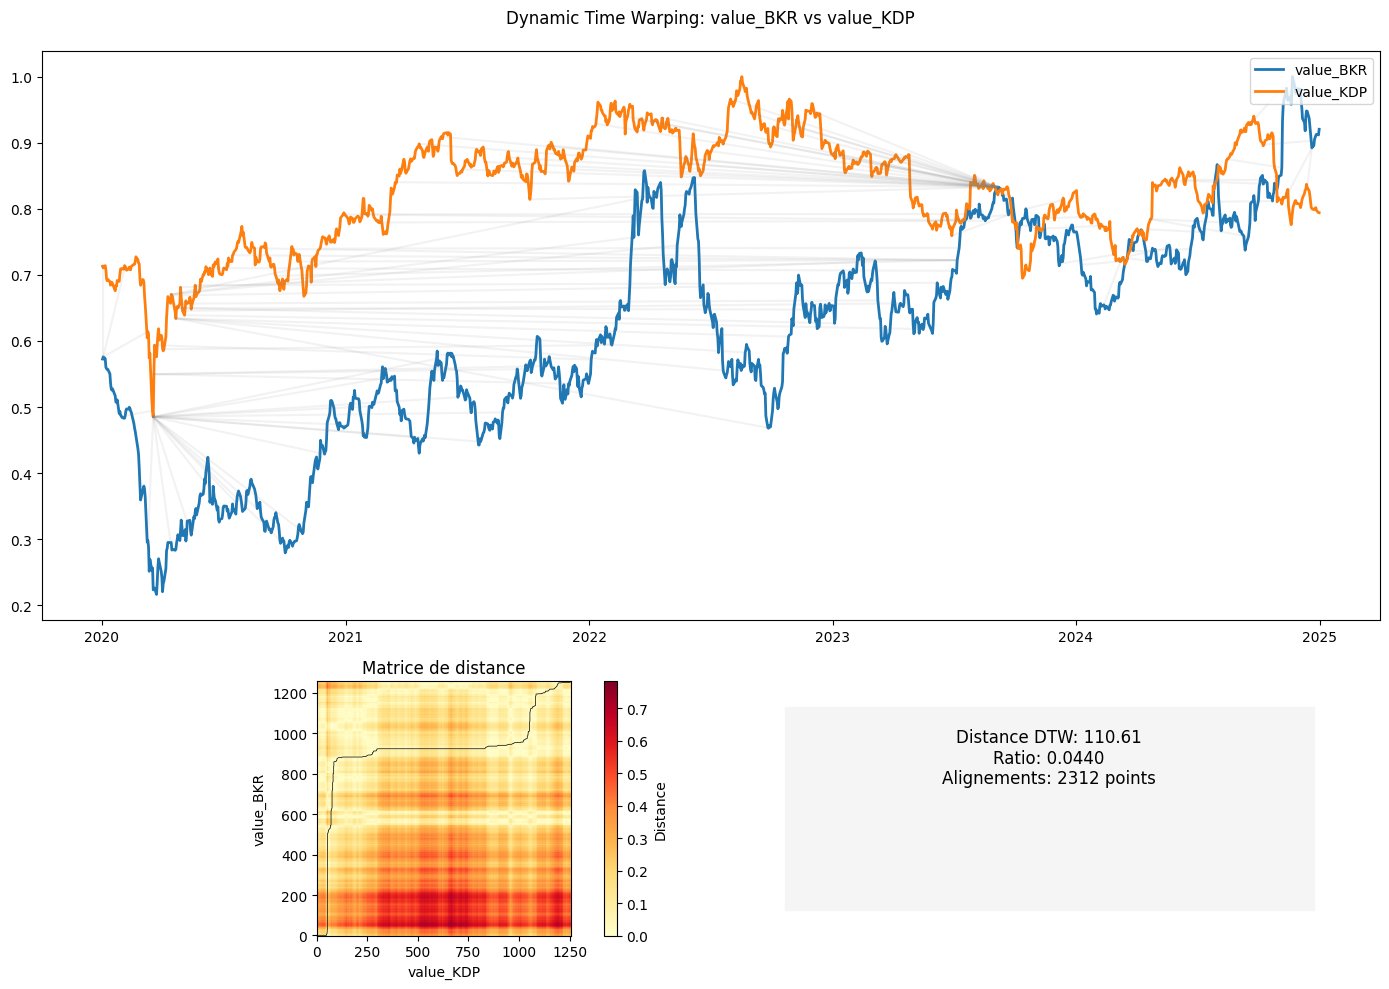 Dynamic Time Warping: value_BKR vs value_KDP
value_BKR
value_KDP
1.0
0.9
0.8
0.7
0.6
0.5
0.4
0.3
0.2
2020 2021 2022 2023 2024 2025
Matrice de distance
value_BKR
1200
1000
800
600
400
200
0
0 250 500 750 1000 1250
value_KDP
0.7
0.6
0.5
0.4
0.3
0.2
0.1
0.0
Distance
Distance DTW: 110.61
Ratio: 0.0440
Alignements: 2312 points